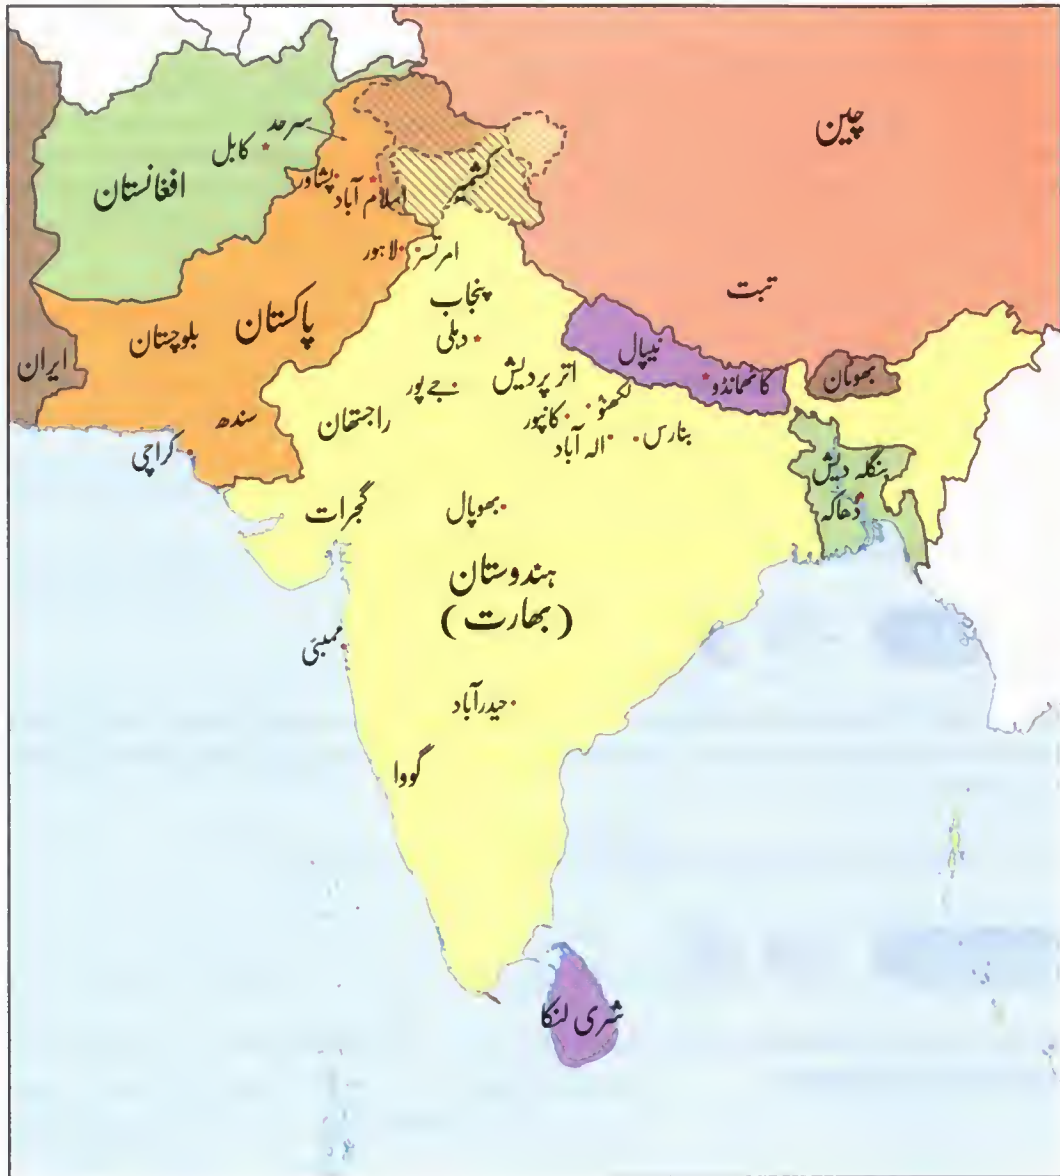 چین
سرحد
کابل
افغانستان
پشاور
اسلام آباد
کشمیر
امرتسر
لاہور
تبت
پنجاب
پاکستان
بلوچستان
ایران
دہلی
نیپال
کاٹھمانڈو
بھوٹان
اتر پردیش
جے پور
لکھنؤ
کانپور
راجستھان
سندھ
بنارس
الہ آباد
کراچی
بنگلہ دیش
ڈھاکہ
گجرات
بھوپال
ہندوستان
(بھارت)
ممبئی
حیدرآباد
گووا
شری لنکا